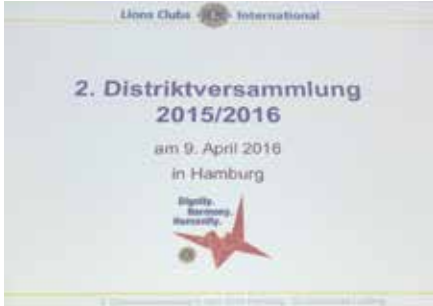 Lions Clubs International
2. Distriktversammlung
2015/2016
am 9. April 2016
in Hamburg
Dignity.
Harmony.
Humanity.